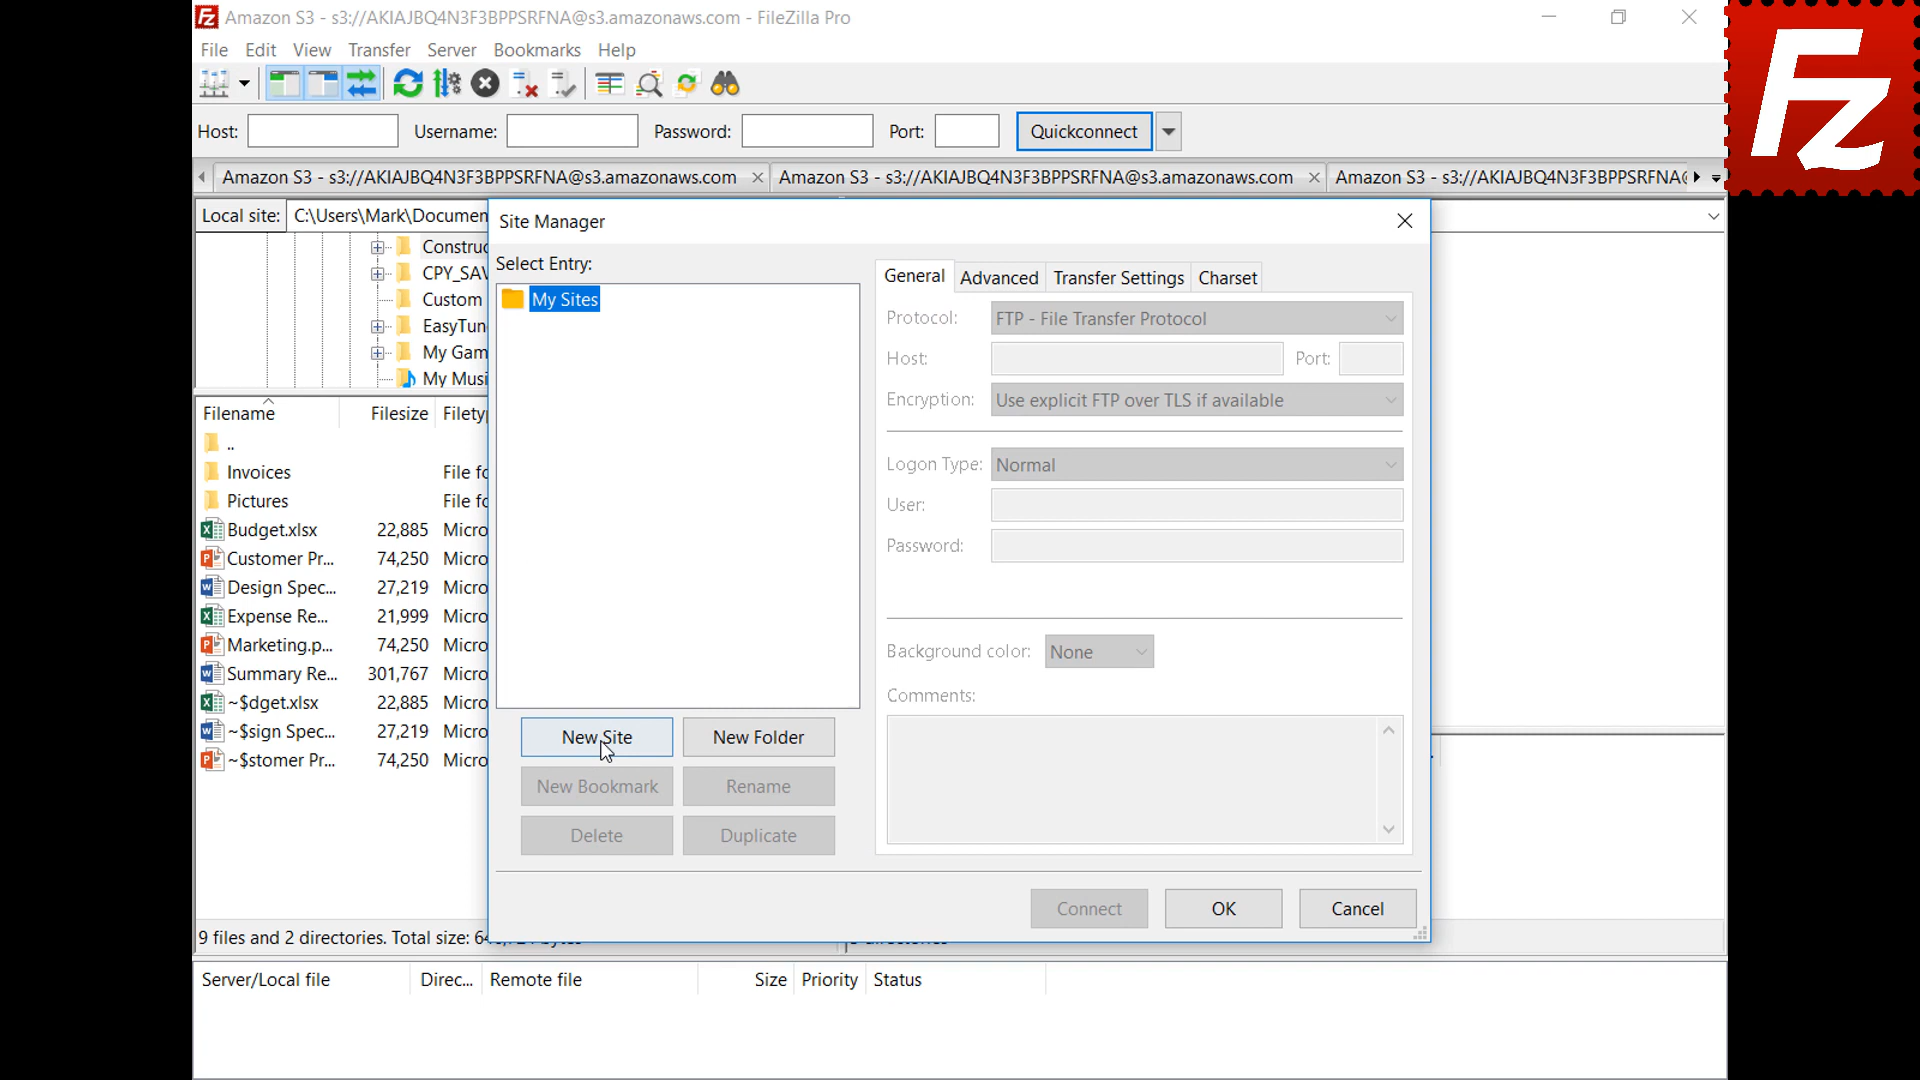 Amazon S3 - s3://AKIAJBQ4N3F3BPPSRFNA@s3.amazonaws.com - FileZilla Pro
File Edit View Transfer Server Bookmarks Help
Host: Username: Password: Port: Quickconnect
Amazon S3 - s3://AKIAJBQ4N3F3BPPSRFNA@s3.amazonaws.com Amazon S3 - s3://AKIAJBQ4N3F3BPPSRFNA@s3.amazonaws.com Amazon S3 - s3://AKIAJBQ4N3F3BPPSRFNA@
Local site: C:\Users\Mark\Documen
Construc
CPY_SAV
Custom
EasyTun
My Gam
My Musi
Filename Filesize Filetyp
..
Invoices File fo
Pictures File fo
Budget.xlsx 22,885 Micro
Customer Pr... 74,250 Micro
Design Spec... 27,219 Micro
Expense Re... 21,999 Micro
Marketing.p... 74,250 Micro
Summary Re... 301,767 Micro
~$dget.xlsx 22,885 Micro
~$sign Spec... 27,219 Micro
~$stomer Pr... 74,250 Micro
9 files and 2 directories. Total size:
Site Manager
Select Entry:
My Sites
New Site New Folder
New Bookmark Rename
Delete Duplicate
General Advanced Transfer Settings Charset
Protocol: FTP - File Transfer Protocol
Host: Port:
Encryption: Use explicit FTP over TLS if available
Logon Type: Normal
User:
Password:
Background color: None
Comments:
Connect OK Cancel
Server/Local file Direc... Remote file Size Priority Status
Fz